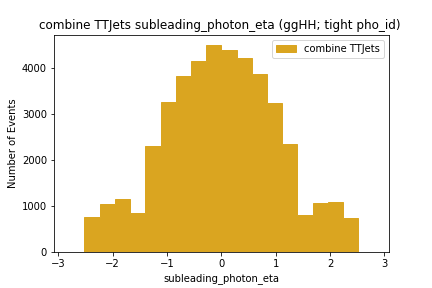 combine TTJets subleading_photon_eta (ggHH; tight pho_id)
combine TTJets
Number of Events
4000
3000
2000
1000
0
−3 −2 −1 0 1 2 3
subleading_photon_eta